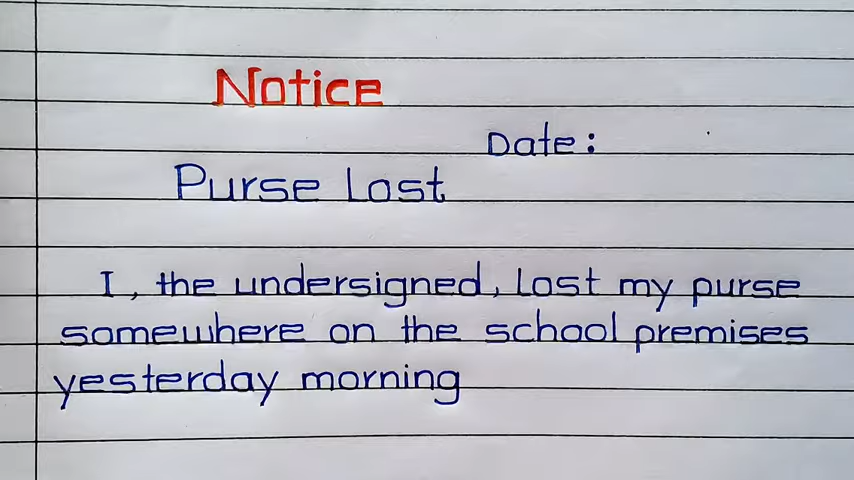 Notice
Date:
Purse Lost
I, the undersigned, lost my purse
somewhere on the school premises
yesterday morning